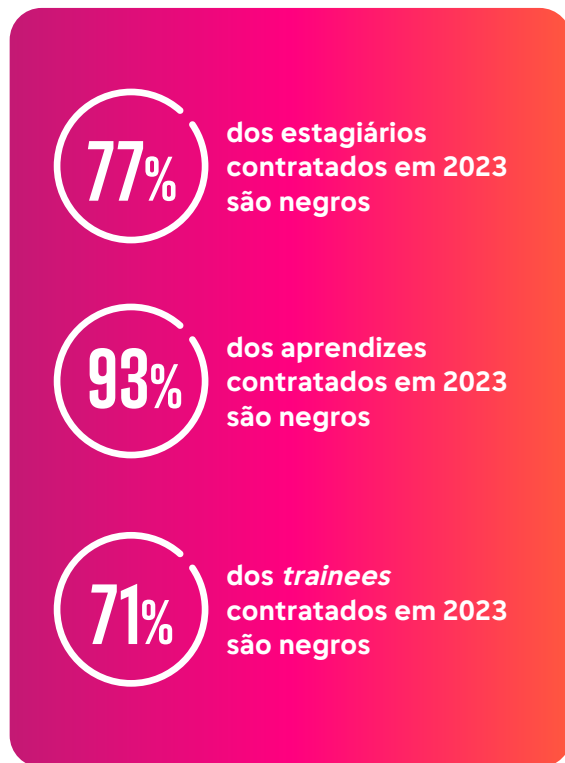 77%
dos estagiários
contratados em 2023
são negros
93%
dos aprendizes
contratados em 2023
são negros
71%
dos trainees
contratados em 2023
são negros